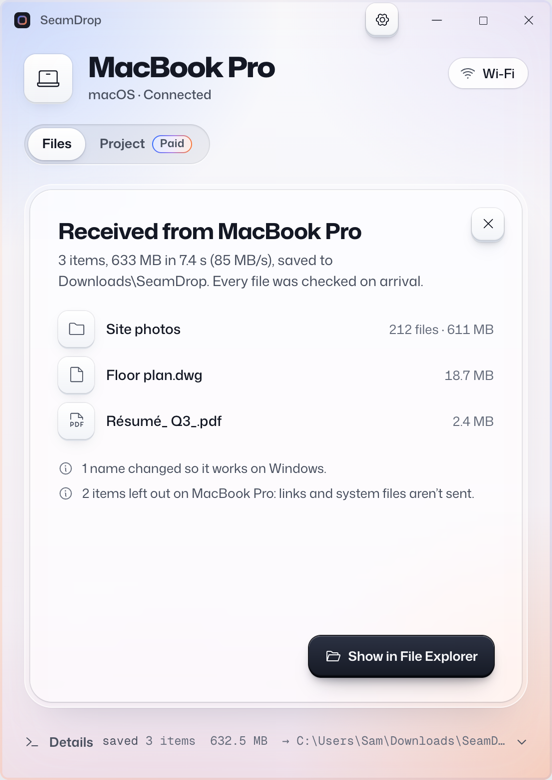 SeamDrop
MacBook Pro
macOS · Connected
Wi-Fi
Files
Project Paid
Received from MacBook Pro
3 items, 633 MB in 7.4 s (85 MB/s), saved to
Downloads\SeamDrop. Every file was checked on arrival.
Site photos 212 files · 611 MB
Floor plan.dwg 18.7 MB
PDF Résumé_ Q3_.pdf 2.4 MB
1 name changed so it works on Windows.
2 items left out on MacBook Pro: links and system files aren’t sent.
Show in File Explorer
Details saved 3 items 632.5 MB → C:\Users\Sam\Downloads\SeamD…